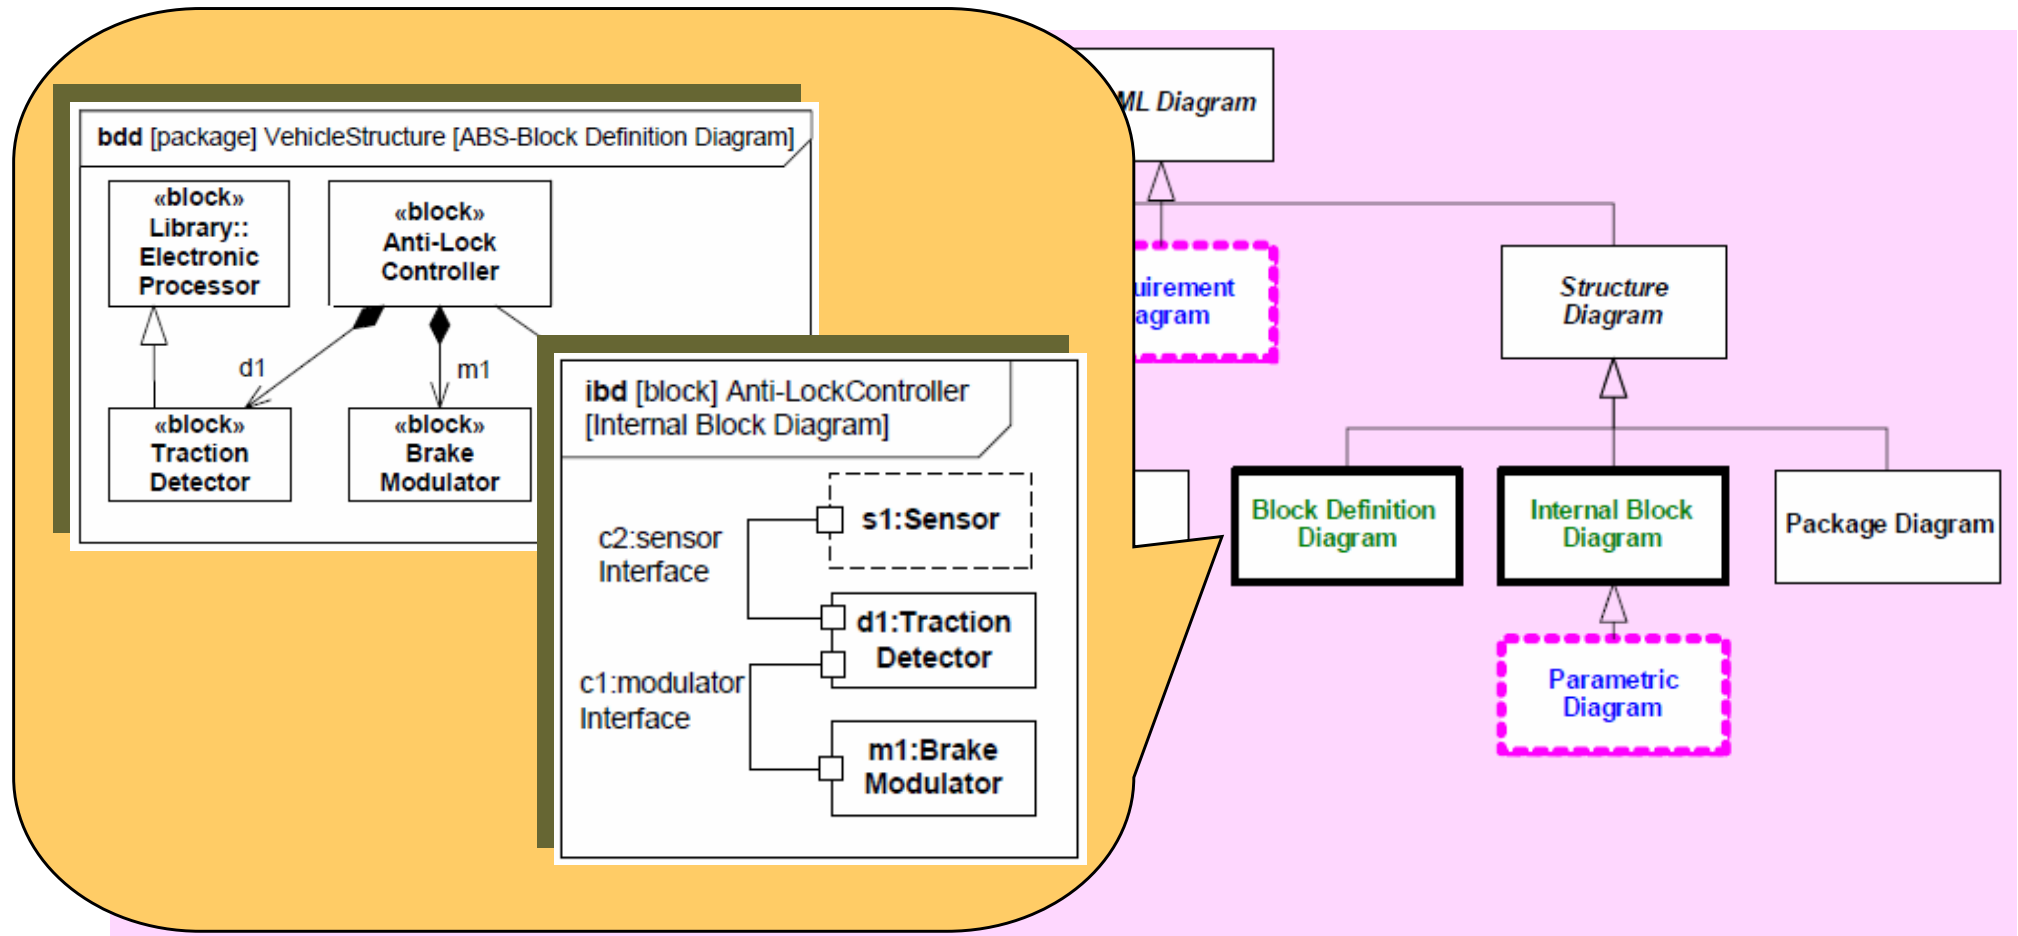 bdd [package] VehicleStructure [ABS-Block Definition Diagram]
«block»
Library::
Electronic
Processor
«block»
Anti-Lock
Controller
d1
m1
«block»
Traction
Detector
«block»
Brake
Modulator
ibd [block] Anti-LockController
[Internal Block Diagram]
s1:Sensor
c2:sensor
Interface
d1:Traction
Detector
c1:modulator
Interface
m1:Brake
Modulator
ML Diagram
uirement
agram
Structure
Diagram
Block Definition
Diagram
Internal Block
Diagram
Package Diagram
Parametric
Diagram